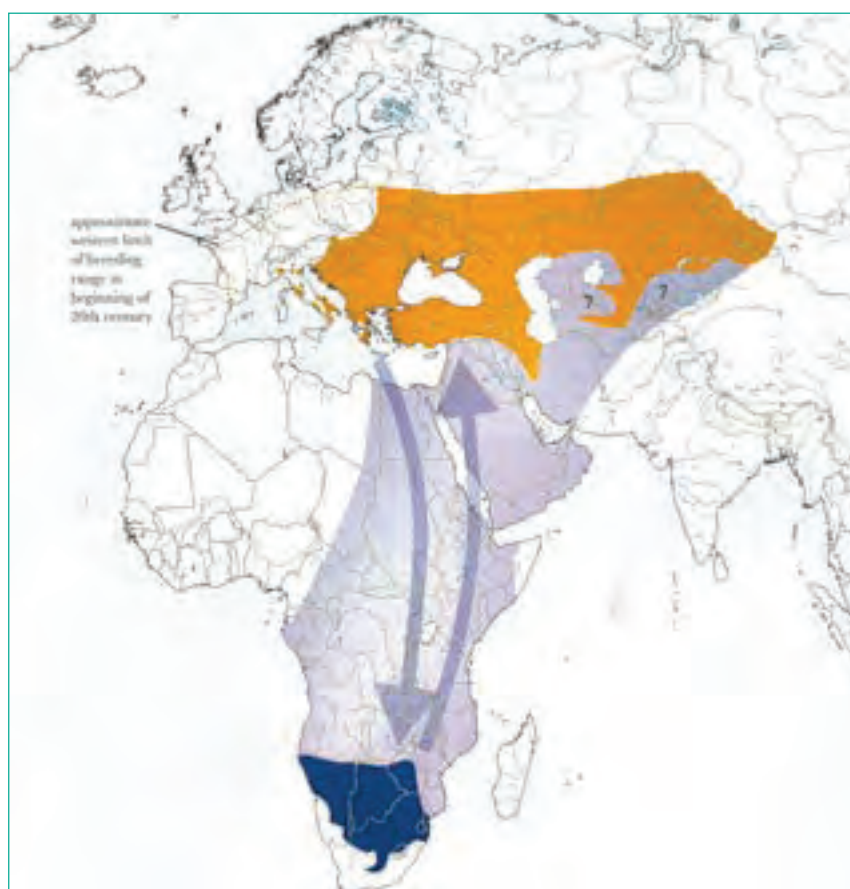 approximate
western limit
of breeding
range in
beginning of
20th century
?
?